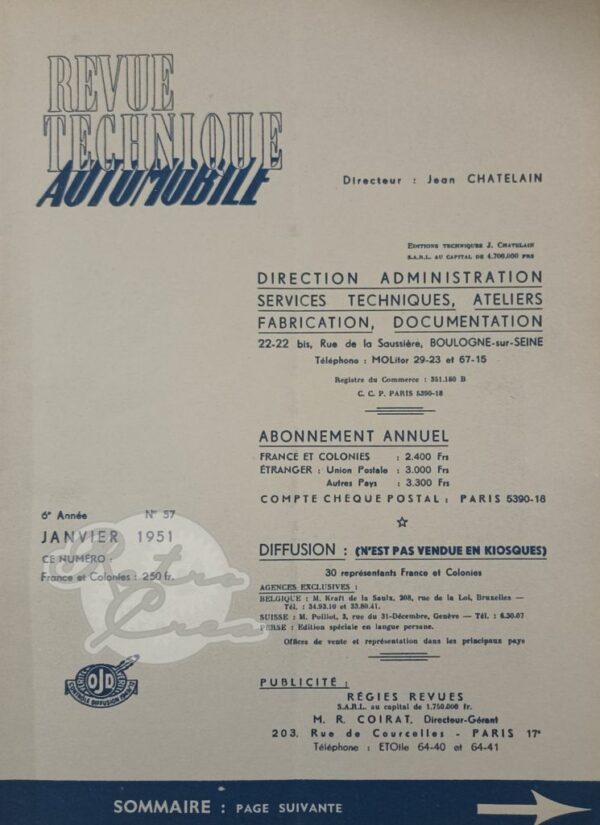 REVUE
TECHNIQUE
AUTOMOBILE
Directeur : Jean CHATELAIN
EDITIONS TECHNIQUES J. CHATELAIN
S.A.R.L. AU CAPITAL DE 4.700.000 FRS
DIRECTION ADMINISTRATION
SERVICES TECHNIQUES, ATELIERS
FABRICATION, DOCUMENTATION
22-22 bis, Rue de la Saussière, BOULOGNE-sur-SEINE
Téléphone : MOLitor 29-23 et 67-15
Registre du Commerce : 351.180 B
C. C. P. PARIS 5390-18
ABONNEMENT ANNUEL
FRANCE ET COLONIES : 2.400 Frs
ÉTRANGER : Union Postale : 3.000 Frs
Autres Pays : 3.300 Frs
COMPTE CHÈQUE POSTAL : PARIS 5390-18
6e Année N° 57
JANVIER 1951
CE NUMÉRO :
France et Colonies : 250 fr.
Retro
Crea
DIFFUSION : (N'EST PAS VENDUE EN KIOSQUES)
30 représentants France et Colonies
AGENCES EXCLUSIVES :
BELGIQUE : M. Kraft de la Saulx, 208, rue de la Loi, Bruxelles —
Tél. : 34.93.10 et 33.80.41.
SUISSE : M. Poillot, 3, rue du 31-Décembre, Genève — Tél. : 6.30.07
PERSE : Edition spéciale en langue persane.
Offices de vente et représentation dans les principaux pays
OJD
CONTRÔLE DIFFUSION
PUBLICITÉ :
RÉGIES REVUES
S.A.R.L. au capital de 1.750.000 fr.
M. R. COIRAT, Directeur-Gérant
203, Rue de Courcelles - PARIS 17e
Téléphone : ETOile 64-40 et 64-41
SOMMAIRE : PAGE SUIVANTE